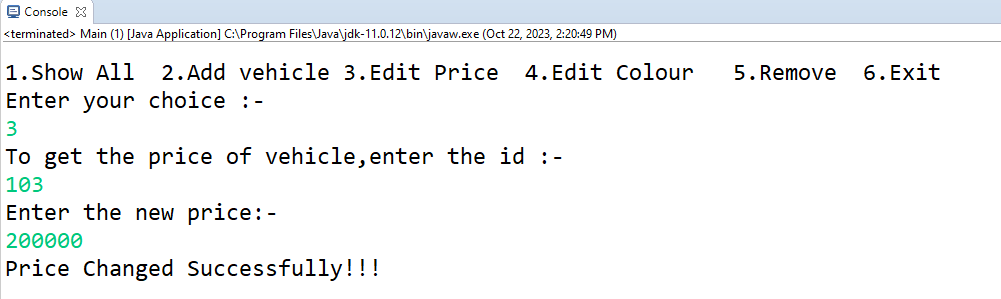 Console
<terminated> Main (1) [Java Application] C:\Program Files\Java\jdk-11.0.12\bin\javaw.exe (Oct 22, 2023, 2:20:49 PM)
1.Show All  2.Add vehicle 3.Edit Price  4.Edit Colour   5.Remove  6.Exit
Enter your choice :-
3
To get the price of vehicle,enter the id :-
103
Enter the new price:-
200000
Price Changed Successfully!!!